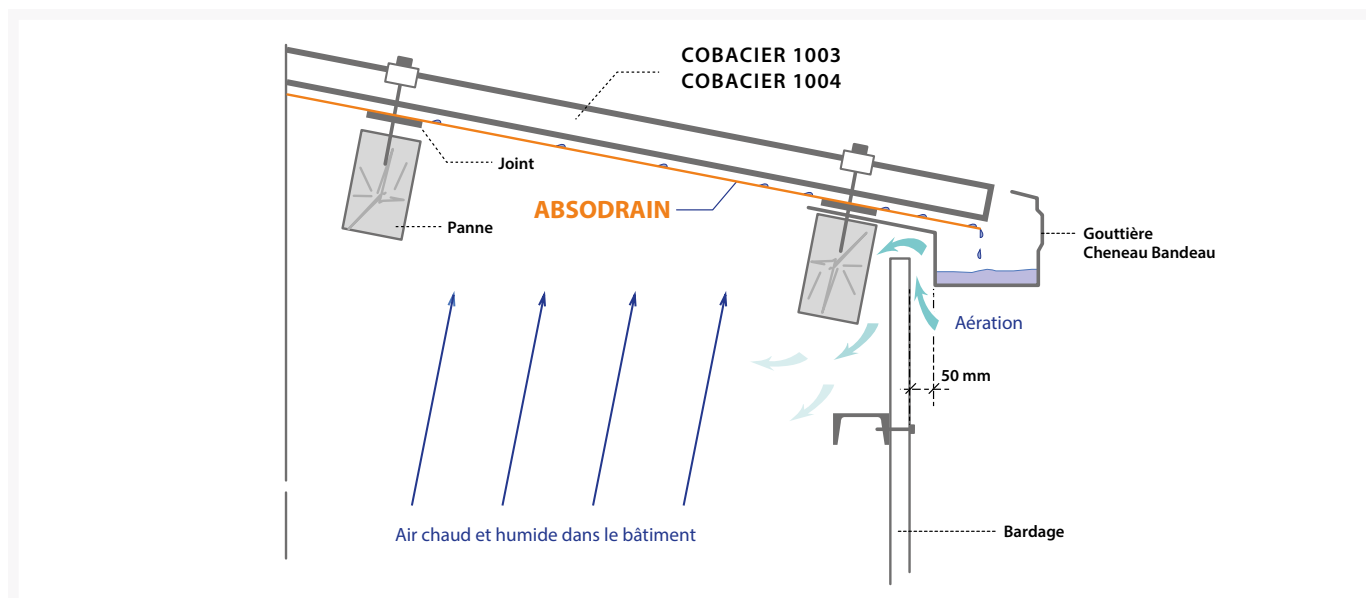 COBACIER 1003
COBACIER 1004
Joint
ABSODRAIN
Panne
Gouttière
Cheneau Bandeau
Aération
50 mm
Air chaud et humide dans le bâtiment
Bardage